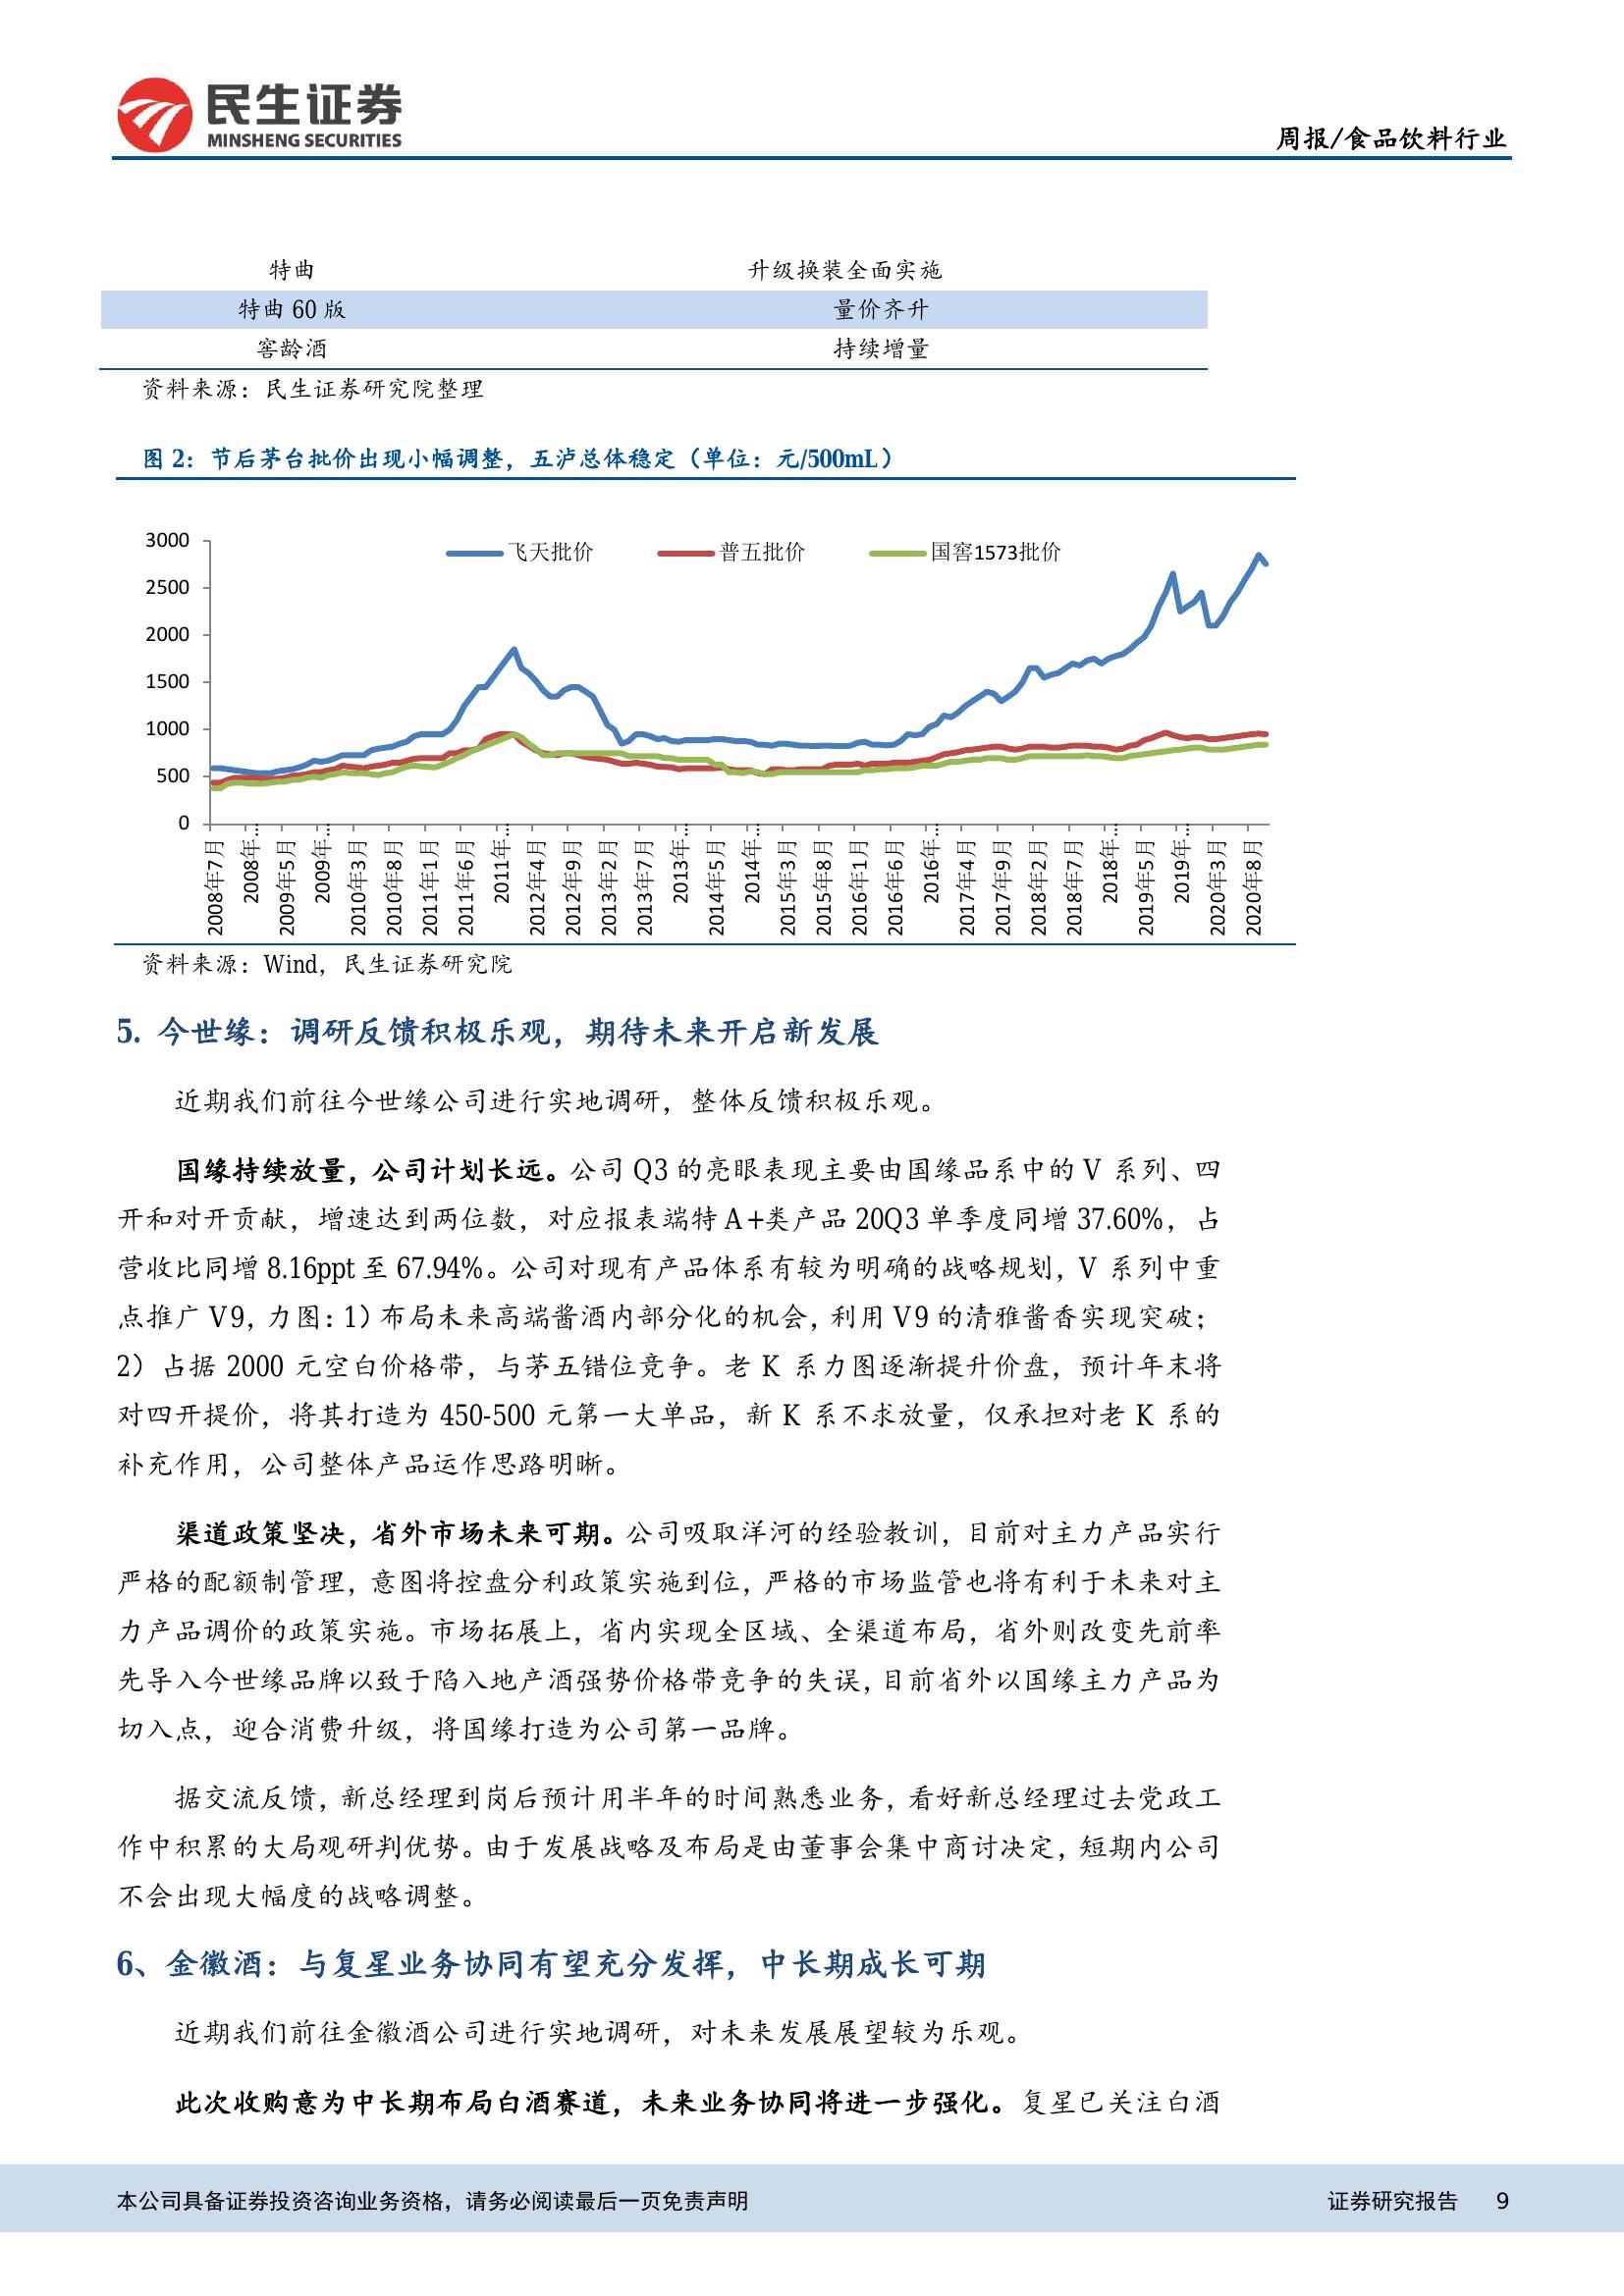 民生证券
MINSHENG SECURITIES
周报/食品饮料行业
特曲 升级换装全面实施
特曲 60 版 量价齐升
窖龄酒 持续增量
资料来源：民生证券研究院整理
图 2：节后茅台批价出现小幅调整，五泸总体稳定（单位：元/500mL）
飞天批价 普五批价 国窖1573批价
3000
2500
2000
1500
1000
500
0
2008年7月
2008年…
2009年5月
2009年…
2010年3月
2010年8月
2011年1月
2011年6月
2011年…
2012年4月
2012年9月
2013年2月
2013年7月
2013年…
2014年5月
2014年…
2015年3月
2015年8月
2016年1月
2016年6月
2016年…
2017年4月
2017年9月
2018年2月
2018年7月
2018年…
2019年5月
2019年…
2020年3月
2020年8月
资料来源：Wind，民生证券研究院
5. 今世缘：调研反馈积极乐观，期待未来开启新发展
近期我们前往今世缘公司进行实地调研，整体反馈积极乐观。
国缘持续放量，公司计划长远。公司 Q3 的亮眼表现主要由国缘品系中的 V 系列、四
开和对开贡献，增速达到两位数，对应报表端特 A+类产品 20Q3 单季度同增 37.60%，占
营收比同增 8.16ppt 至 67.94%。公司对现有产品体系有较为明确的战略规划，V 系列中重
点推广 V9，力图：1）布局未来高端酱酒内部分化的机会，利用 V9 的清雅酱香实现突破；
2）占据 2000 元空白价格带，与茅五错位竞争。老 K 系力图逐渐提升价盘，预计年末将
对四开提价，将其打造为 450-500 元第一大单品，新 K 系不求放量，仅承担对老 K 系的
补充作用，公司整体产品运作思路明晰。
渠道政策坚决，省外市场未来可期。公司吸取洋河的经验教训，目前对主力产品实行
严格的配额制管理，意图将控盘分利政策实施到位，严格的市场监管也将有利于未来对主
力产品调价的政策实施。市场拓展上，省内实现全区域、全渠道布局，省外则改变先前率
先导入今世缘品牌以致于陷入地产酒强势价格带竞争的失误，目前省外以国缘主力产品为
切入点，迎合消费升级，将国缘打造为公司第一品牌。
据交流反馈，新总经理到岗后预计用半年的时间熟悉业务，看好新总经理过去党政工
作中积累的大局观研判优势。由于发展战略及布局是由董事会集中商讨决定，短期内公司
不会出现大幅度的战略调整。
6、金徽酒：与复星业务协同有望充分发挥，中长期成长可期
近期我们前往金徽酒公司进行实地调研，对未来发展展望较为乐观。
此次收购意为中长期布局白酒赛道，未来业务协同将进一步强化。复星已关注白酒
本公司具备证券投资咨询业务资格，请务必阅读最后一页免责声明 证券研究报告 9